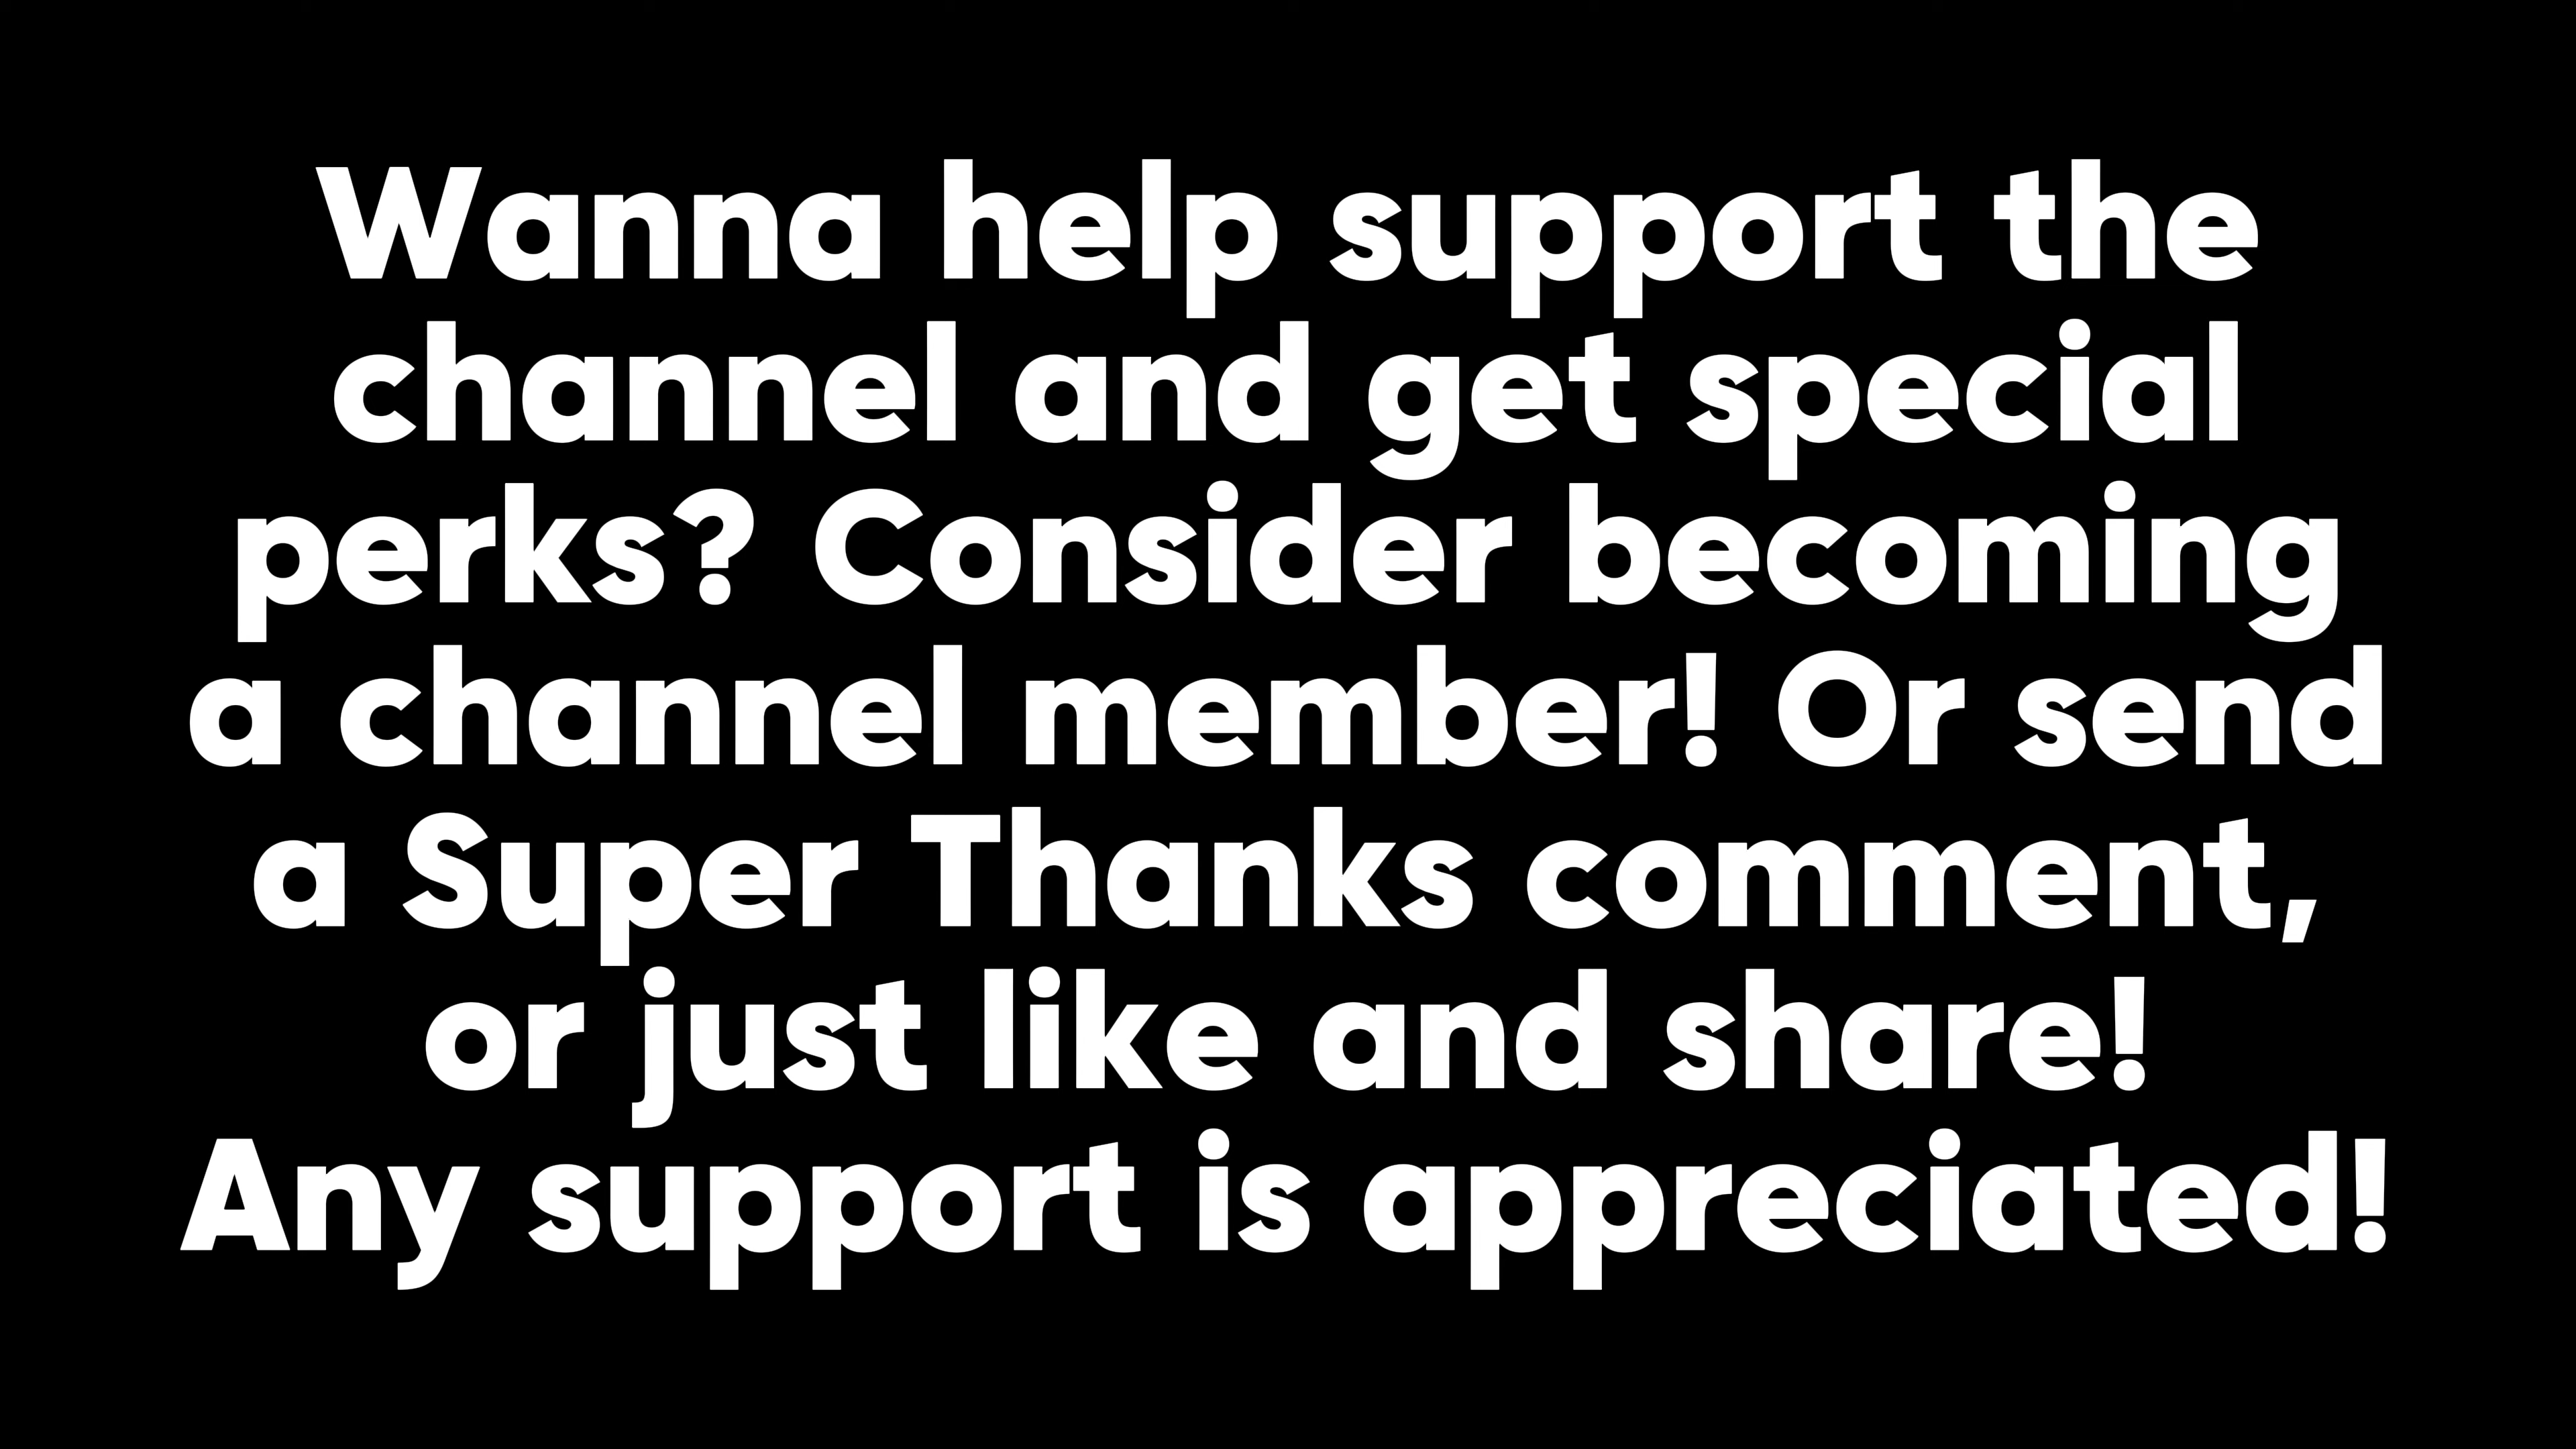 Wanna help support the
channel and get special
perks? Consider becoming
a channel member! Or send
a Super Thanks comment,
or just like and share!
Any support is appreciated!